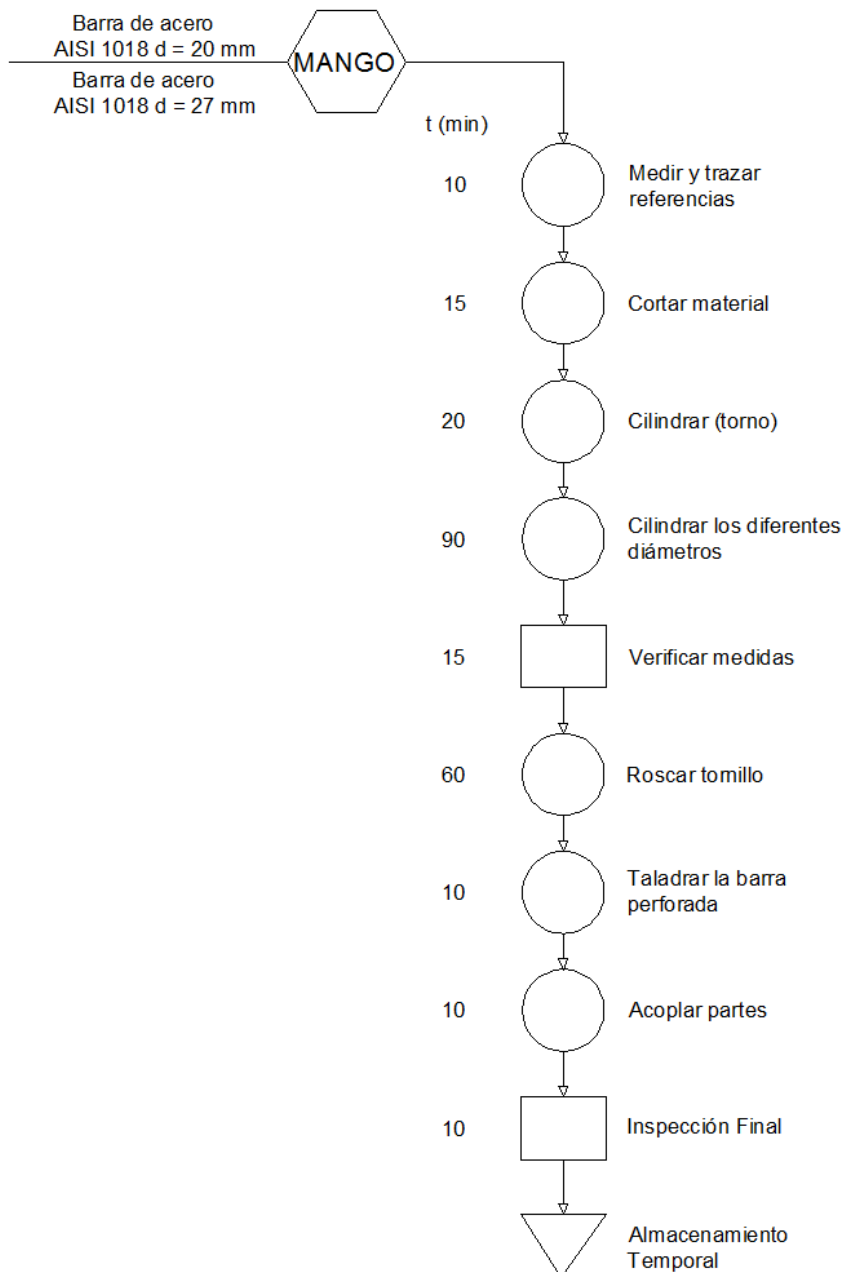 Barra de acero
AISI 1018 d = 20 mm
MANGO
Barra de acero
AISI 1018 d = 27 mm
t (min)
10
Medir y trazar
referencias
15
Cortar material
20
Cilindrar (torno)
90
Cilindrar los diferentes
diámetros
15
Verificar medidas
60
Roscar tornillo
10
Taladrar la barra
perforada
10
Acoplar partes
10
Inspección Final
Almacenamiento
Temporal